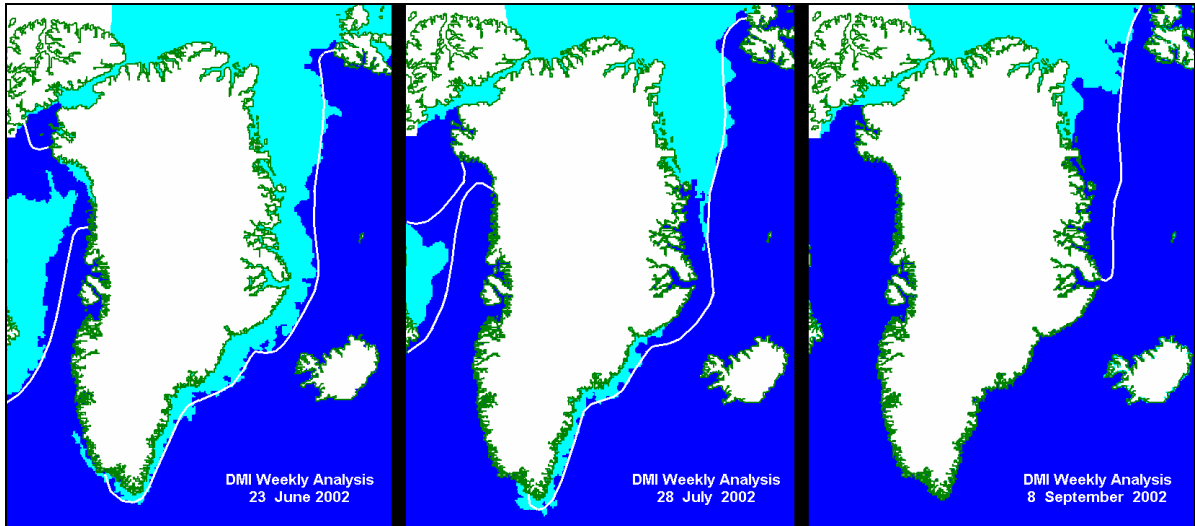 DMI Weekly Analysis
23 June 2002
DMI Weekly Analysis
28 July 2002
DMI Weekly Analysis
8 September 2002